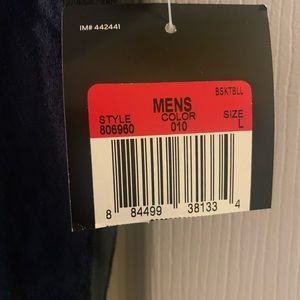 IM# 442441
BSKTBLL
MENS
STYLE COLOR SIZE
806960 010 L
8 84499 38133 4